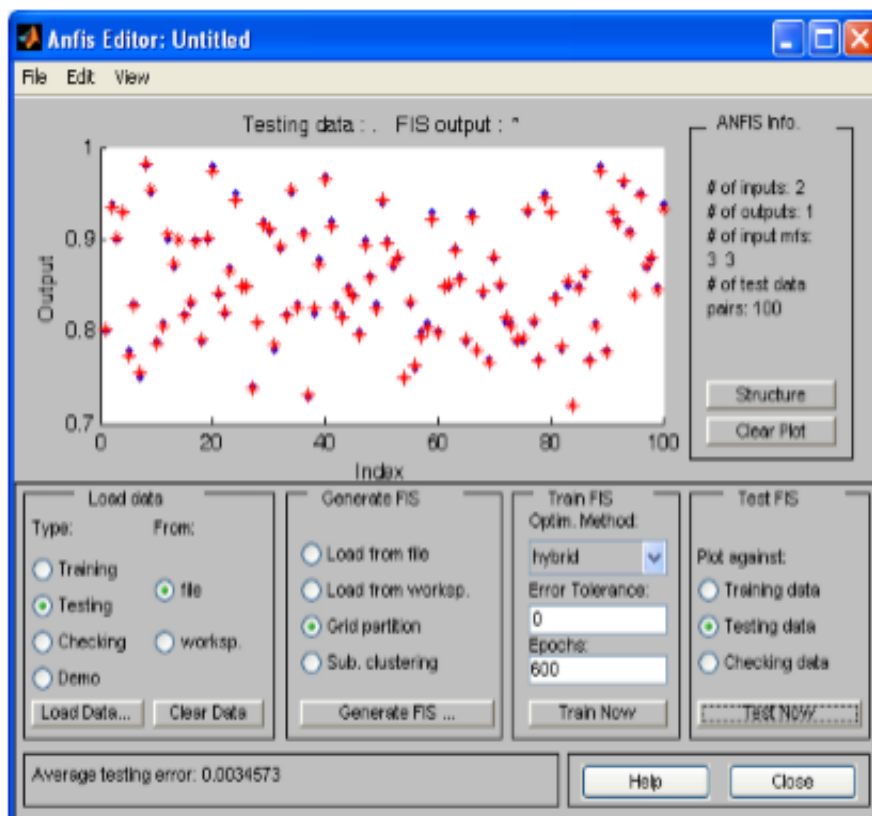 Anfis Editor: Untitled
File Edit View
Testing data : . FIS output : *
Output
1
0.9
0.8
0.7
0 20 40 60 80 100
Index
ANFIS Info.
# of inputs: 2
# of outputs: 1
# of input mfs:
3 3
# of test data
pairs: 100
Structure
Clear Plot
Load data
Type: From:
Training
Testing
Checking
Demo
file
worksp.
Load Data... Clear Data
Generate FIS
Load from file
Load from worksp.
Grid partition
Sub. clustering
Generate FIS ...
Train FIS
Optim. Method:
hybrid
Error Tolerance:
0
Epochs:
600
Train Now
Test FIS
Plot against:
Training data
Testing data
Checking data
Test Now
Average testing error: 0.0034573
Help Close